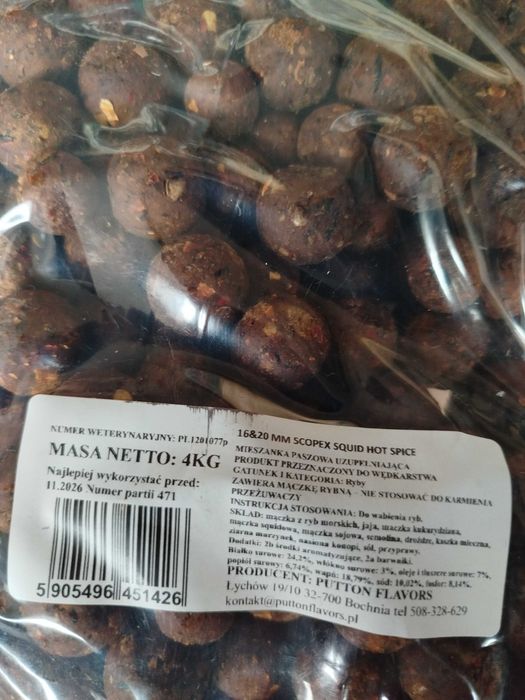 NUMER WETERYNARYJNY: PL1201077p
MASA NETTO: 4KG
Najlepiej wykorzystać przed:
11.2026 Numer partii 471
5 905496 451426
16&20 MM SCOPEX SQUID HOT SPICE
MIESZANKA PASZOWA UZUPEŁNIAJĄCA
PRODUKT PRZEZNACZONY DO WĘDKARSTWA
GATUNEK I KATEGORIA: Ryby
ZAWIERA MĄCZKĘ RYBNĄ – NIE STOSOWAĆ DO KARMIENIA
PRZEŻUWACZY
INSTRUKCJA STOSOWANIA: Do wabienia ryb.
SKŁAD: mączka z ryb morskich, jaja, mączka kukurydziana,
mączka squidowa, mączka sojowa, semolina, drożdże, kaszka mleczna,
ziarna marzynek, nasiona konopi, sól, przyprawy.
Dodatki: 2b środki aromatyzujące, 2a barwniki.
Białko surowe: 24,2%, włókno surowe: 3%, oleje i tłuszcze surowe: 7%,
popiół surowy: 6,74%, wapń: 18,79%, sód: 10,02%, fosfor: 8,14%.
PRODUCENT: PUTTON FLAVORS
Łychów 19/10 32-700 Bochnia tel 508-328-629
kontakt@puttonflavors.pl